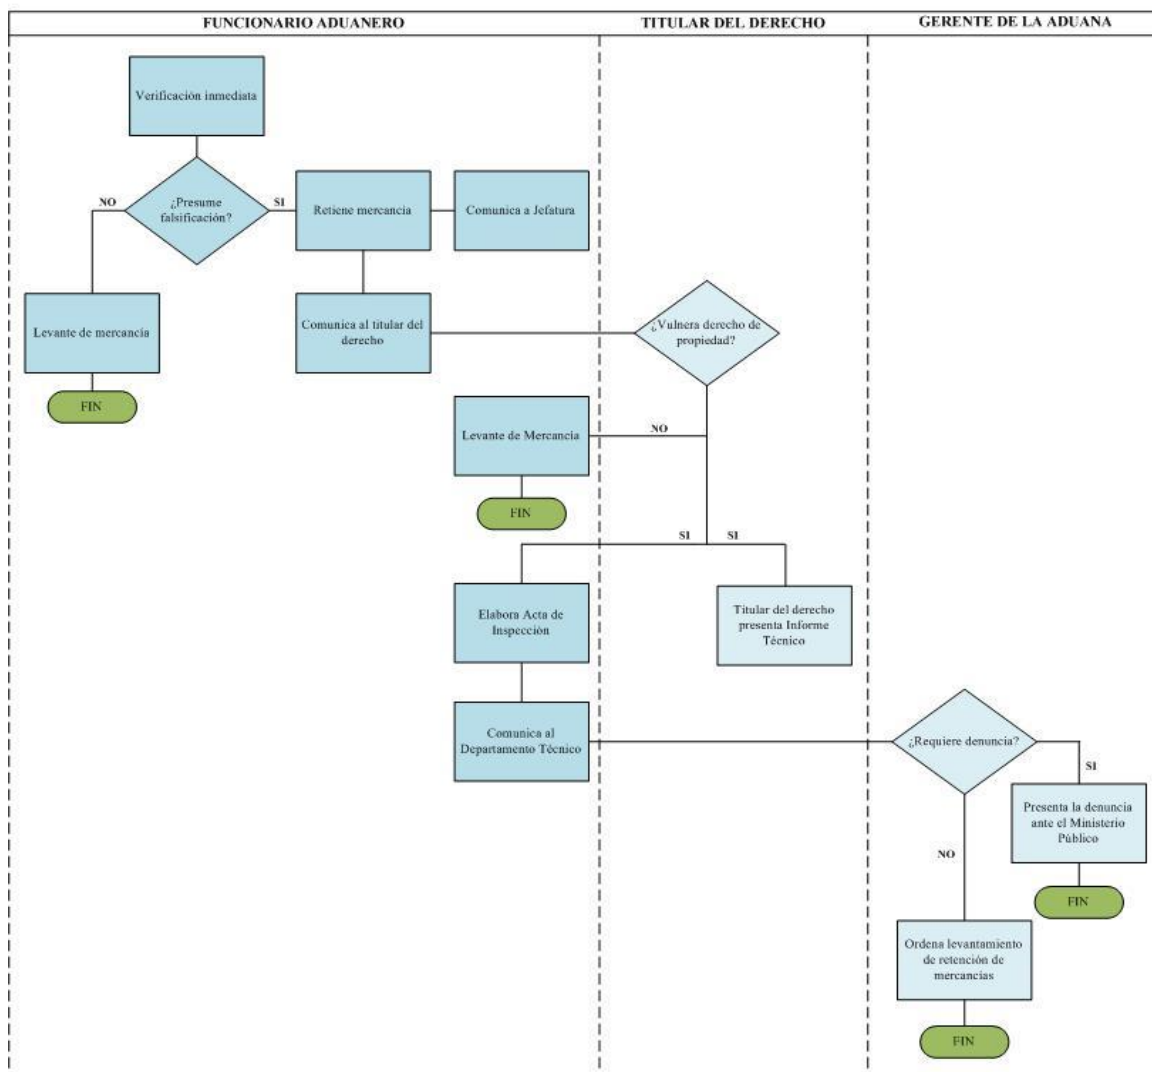 FUNCIONARIO ADUANERO
TITULAR DEL DERECHO
GERENTE DE LA ADUANA
Verificación inmediata
¿Presume
falsificación?
NO
SI
Retiene mercancía
Comunica a Jefatura
Levante de mercancía
FIN
Comunica al titular del
derecho
¿Vulnera derecho de
propiedad?
Levante de Mercancía
NO
FIN
SI
SI
Elabora Acta de
Inspección
Titular del derecho
presenta Informe
Técnico
Comunica al
Departamento Técnico
¿Requiere denuncia?
SI
Presenta la denuncia
ante el Ministerio
Público
FIN
NO
Ordena levantamiento
de retención de
mercancías
FIN